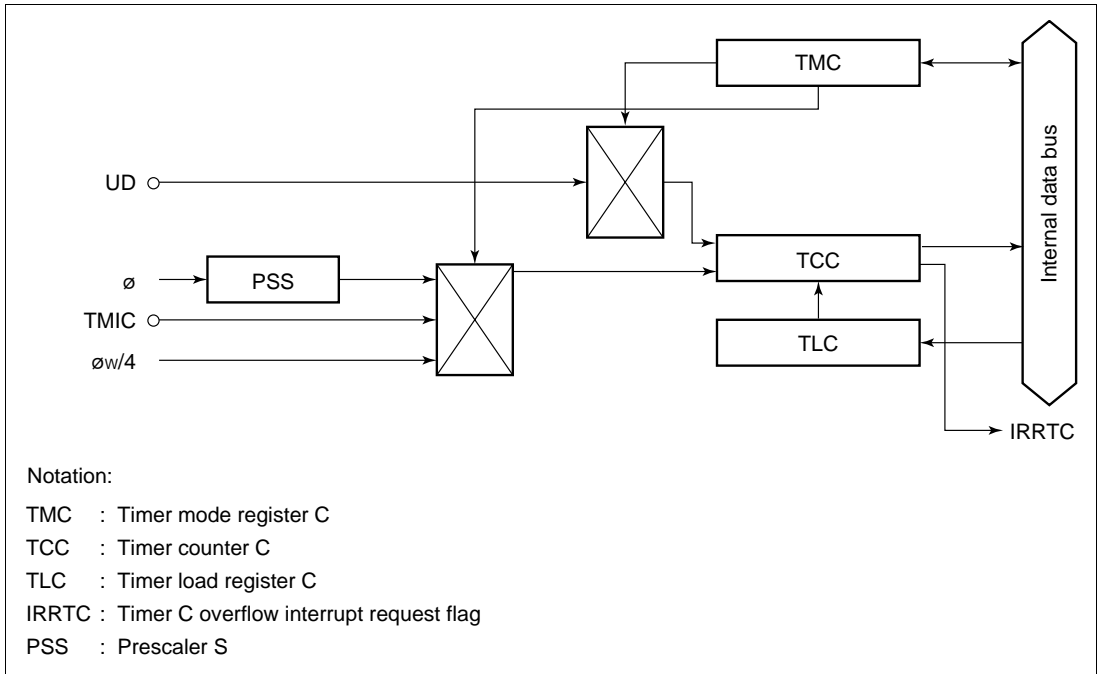 TMC
UD
Internal data bus
TCC
ø
PSS
TMIC
TLC
øw/4
IRRTC
Notation:
TMC : Timer mode register C
TCC : Timer counter C
TLC : Timer load register C
IRRTC : Timer C overflow interrupt request flag
PSS : Prescaler S